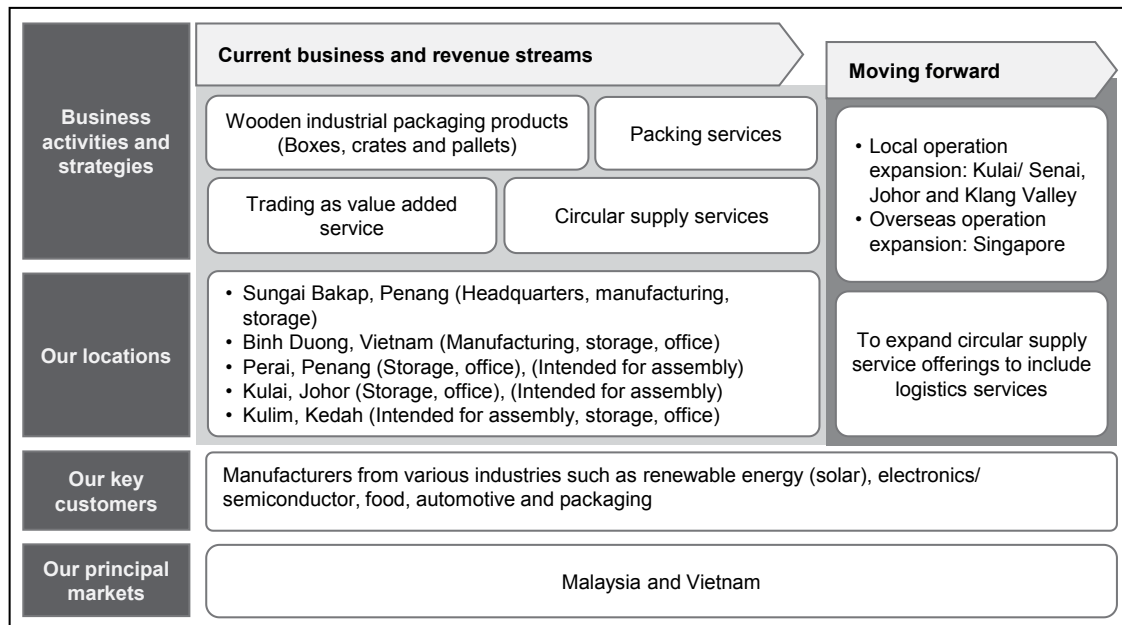 Current business and revenue streams
Moving forward
Business
activities and
strategies
Wooden industrial packaging products
(Boxes, crates and pallets)
Packing services
Trading as value added
service
Circular supply services
• Local operation
expansion: Kulai/ Senai,
Johor and Klang Valley
• Overseas operation
expansion: Singapore
Our locations
• Sungai Bakap, Penang (Headquarters, manufacturing,
storage)
• Binh Duong, Vietnam (Manufacturing, storage, office)
• Perai, Penang (Storage, office), (Intended for assembly)
• Kulai, Johor (Storage, office), (Intended for assembly)
• Kulim, Kedah (Intended for assembly, storage, office)
To expand circular supply
service offerings to include
logistics services
Our key
customers
Manufacturers from various industries such as renewable energy (solar), electronics/
semiconductor, food, automotive and packaging
Our principal
markets
Malaysia and Vietnam